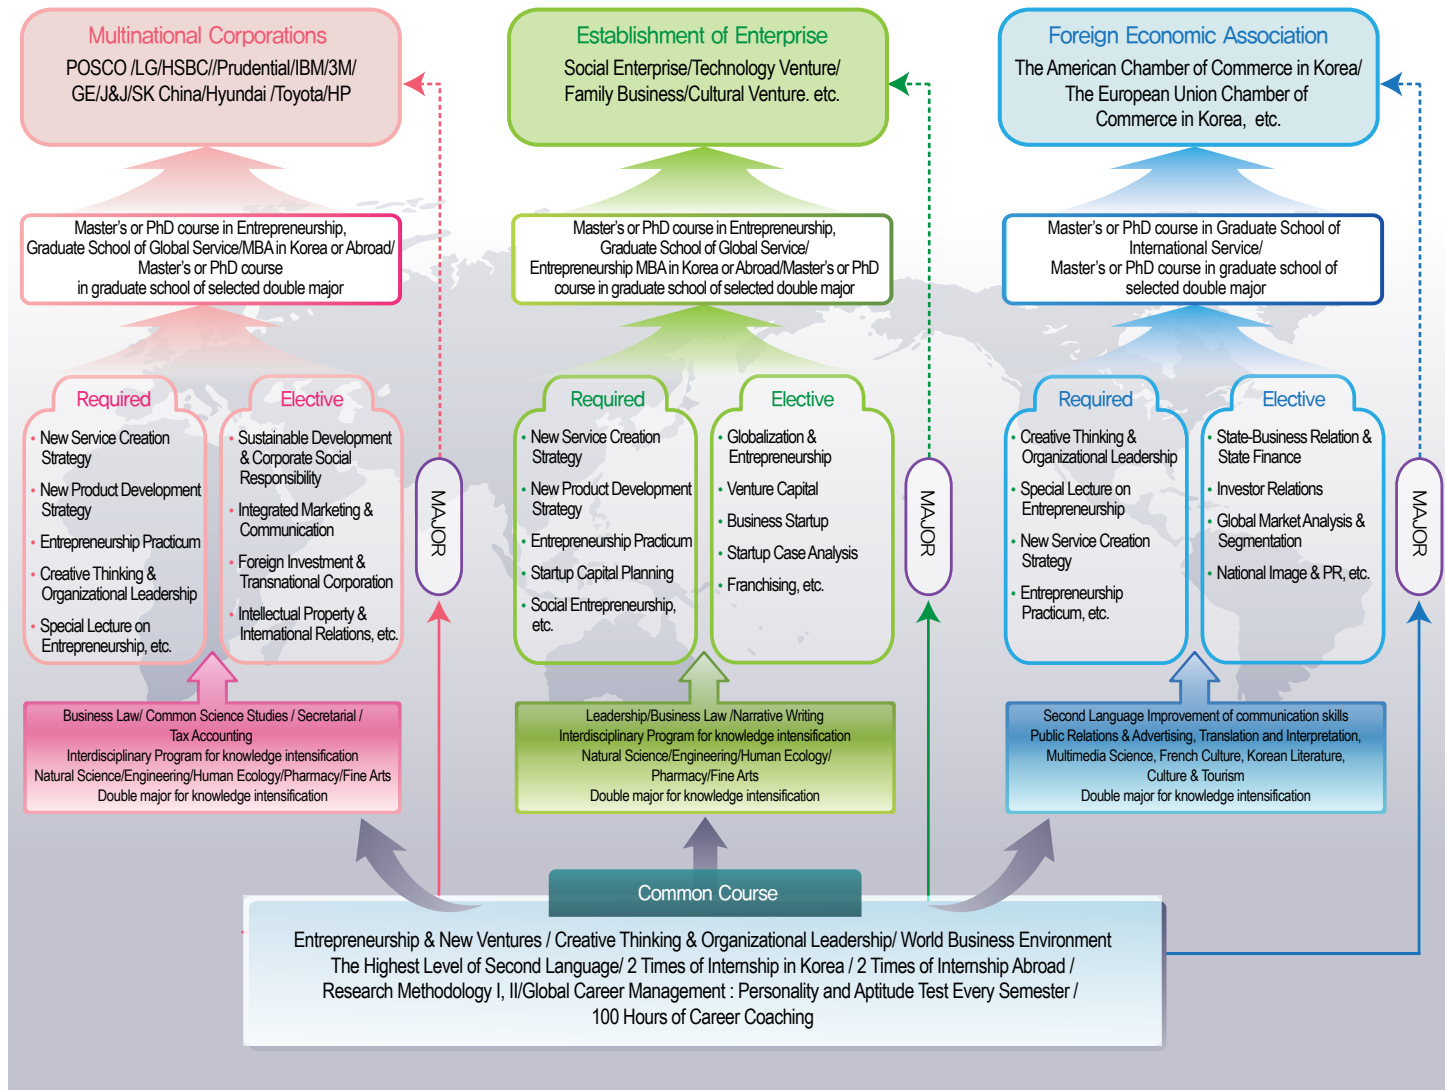 Multinational Corporations
POSCO /LG/HSBC//Prudential/IBM/3M/
GE/J&J/SK China/Hyundai /Toyota/HP
Establishment of Enterprise
Social Enterprise/Technology Venture/
Family Business/Cultural Venture. etc.
Foreign Economic Association
The American Chamber of Commerce in Korea/
The European Union Chamber of
Commerce in Korea, etc.
Master's or PhD course in Entrepreneurship,
Graduate School of Global Service/MBA in Korea or Abroad/
Master's or PhD course
in graduate school of selected double major
Master's or PhD course in Entrepreneurship,
Graduate School of Global Service/
Entrepreneurship MBA in Korea or Abroad/Master's or PhD
course in graduate school of selected double major
Master's or PhD course in Graduate School of
International Service/
Master's or PhD course in graduate school of
selected double major
Required
• New Service Creation
Strategy
• New Product Development
Strategy
• Entrepreneurship Practicum
• Creative Thinking &
Organizational Leadership
• Special Lecture on
Entrepreneurship, etc.
Elective
• Sustainable Development
& Corporate Social
Responsibility
• Integrated Marketing &
Communication
• Foreign Investment &
Transnational Corporation
• Intellectual Property &
International Relations, etc.
MAJOR
Required
• New Service Creation
Strategy
• New Product Development
Strategy
• Entrepreneurship Practicum
• Startup Capital Planning
• Social Entrepreneurship,
etc.
Elective
• Globalization &
Entrepreneurship
• Venture Capital
• Business Startup
• Startup Case Analysis
• Franchising, etc.
MAJOR
Required
• Creative Thinking &
Organizational Leadership
• Special Lecture on
Entrepreneurship
• New Service Creation
Strategy
• Entrepreneurship
Practicum, etc.
Elective
• State-Business Relation &
State Finance
• Investor Relations
• Global Market Analysis &
Segmentation
• National Image & PR, etc.
MAJOR
Business Law/ Common Science Studies / Secretarial /
Tax Accounting
Interdisciplinary Program for knowledge intensification
Natural Science/Engineering/Human Ecology/Pharmacy/Fine Arts
Double major for knowledge intensification
Leadership/Business Law /Narrative Writing
Interdisciplinary Program for knowledge intensification
Natural Science/Engineering/Human Ecology/
Pharmacy/Fine Arts
Double major for knowledge intensification
Second Language Improvement of communication skills
Public Relations & Advertising, Translation and Interpretation,
Multimedia Science, French Culture, Korean Literature,
Culture & Tourism
Double major for knowledge intensification
Common Course
Entrepreneurship & New Ventures / Creative Thinking & Organizational Leadership/ World Business Environment
The Highest Level of Second Language/ 2 Times of Internship in Korea / 2 Times of Internship Abroad /
Research Methodology I, II/Global Career Management : Personality and Aptitude Test Every Semester /
100 Hours of Career Coaching